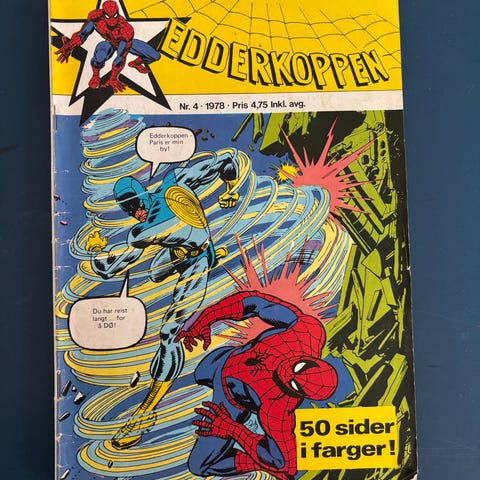 EDDERKOPPEN
Nr. 4 · 1978 · Pris 4,75 Inkl. avg.
Edderkoppen -
Paris er min
by!
Du har reist
langt ... for
å DØ!
50 sider
i farger!